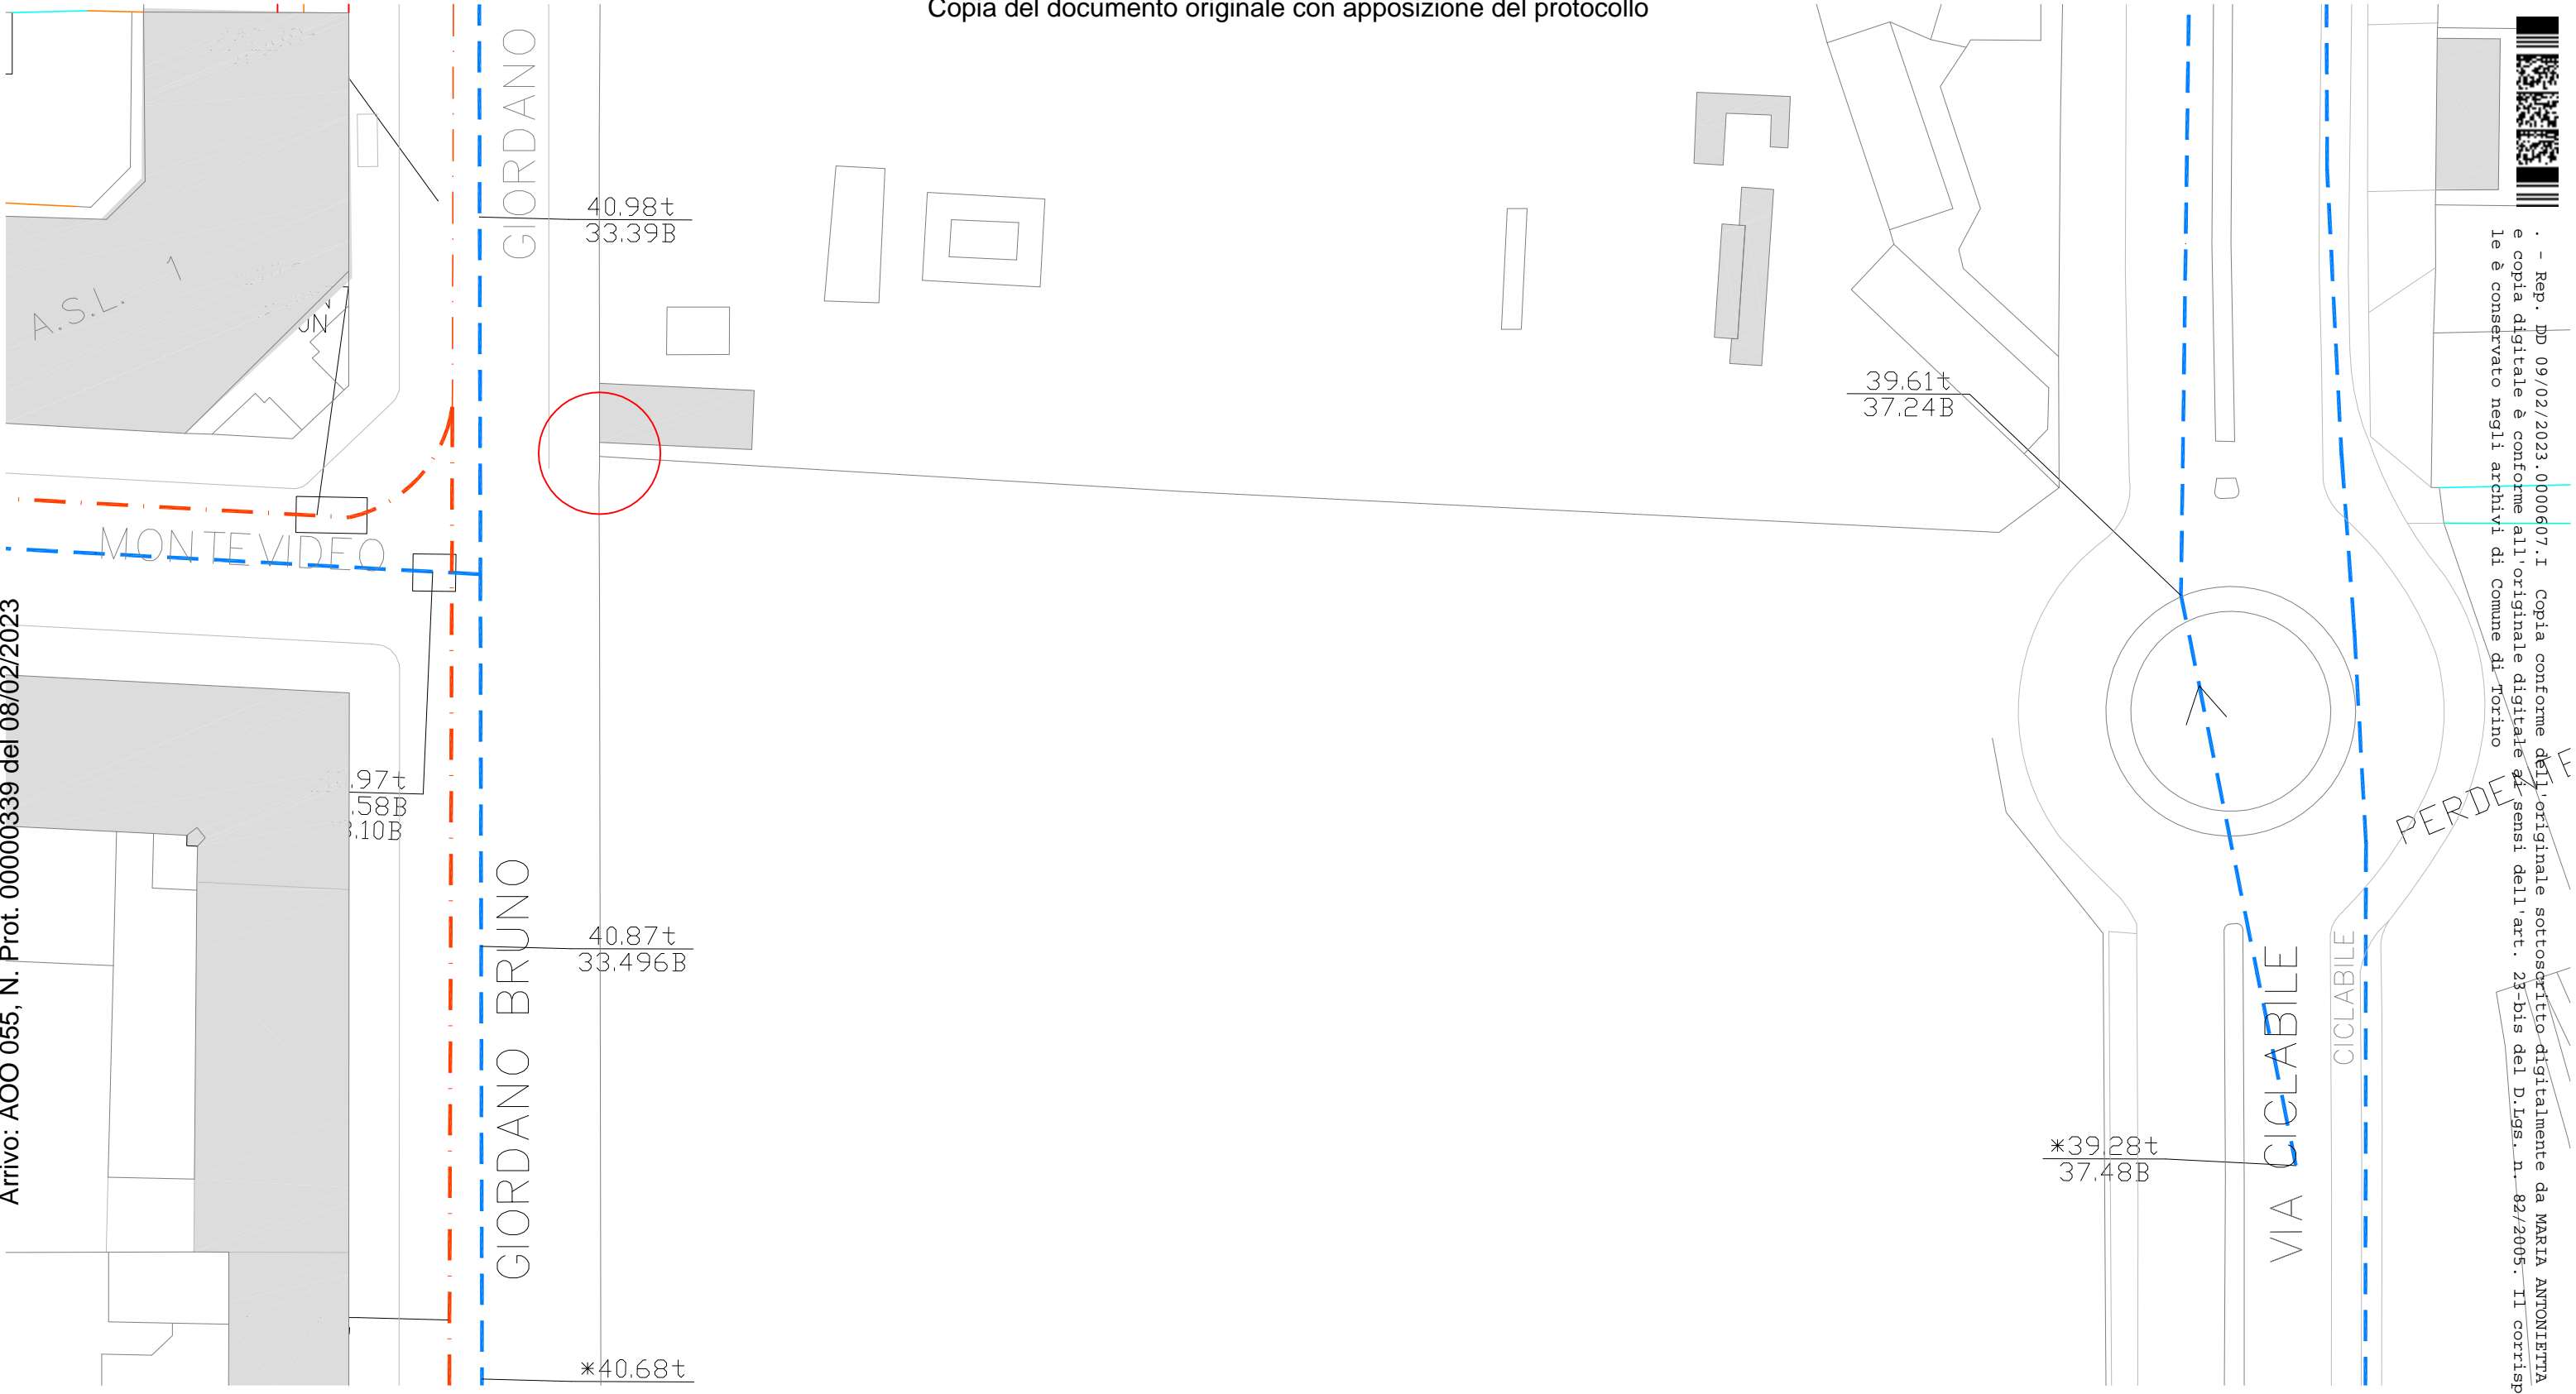 Copia del documento originale con apposizione del protocollo
GIORDANO
40.98t
33.39B
A.S.L. 1
UN
39.61t
37.24B
MONTEVIDEO
.97t
.58B
.10B
GIORDANO BRUNO
40.87t
33.496B
*39.28t
37.48B
VIA CICLABILE
CICLABILE
*40.68t
Arrivo: AOO 055, N. Prot. 00000339 del 08/02/2023
. - Rep. DD 09/02/2023.0000607.I Copia conforme dell'originale sottoscritto digitalmente da MARIA ANTONIETTA
e copia digitale è conforme all'originale digitale ai sensi dell'art. 23-bis del D.Lgs. n. 82/2005. Il corrisp
le è conservato negli archivi di Comune di Torino